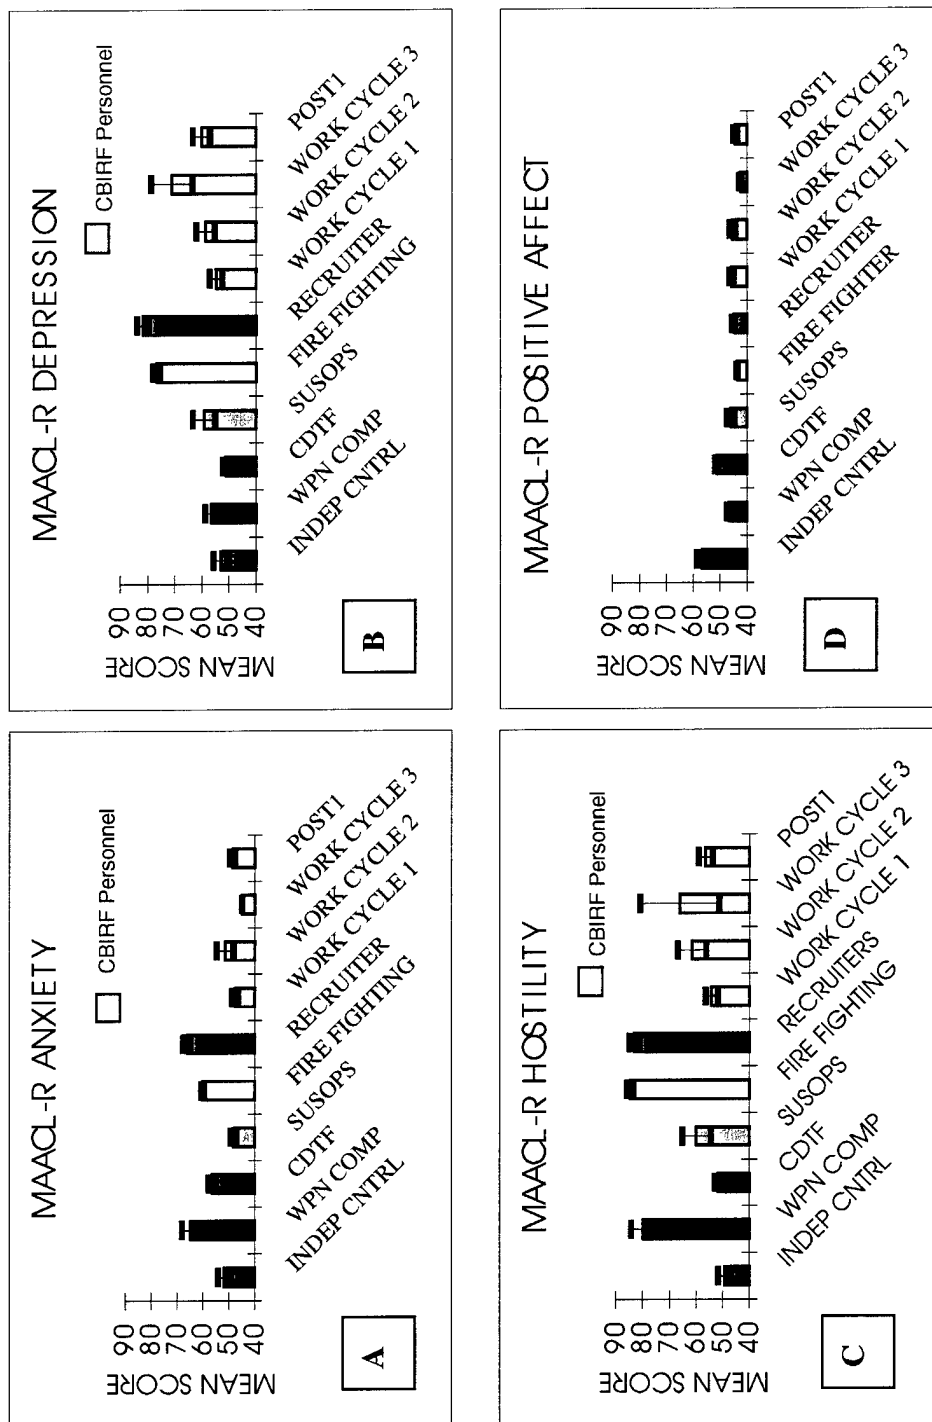 MAACL-R ANXIETY
CBIRF Personnel
MEAN SCORE
90
80
70
60
50
40
INDEP CNTRL
WPN COMP
CDTF
SUSOPS
FIRE FIGHTING
RECRUITER
WORK CYCLE 1
WORK CYCLE 2
WORK CYCLE 3
POST1
A
MAACL-R DEPRESSION
CBIRF Personnel
MEAN SCORE
90
80
70
60
50
40
INDEP CNTRL
WPN COMP
CDTF
SUSOPS
FIRE FIGHTING
RECRUITER
WORK CYCLE 1
WORK CYCLE 2
WORK CYCLE 3
POST1
B
MAACL-R HOSTILITY
CBIRF Personnel
MEAN SCORE
90
80
70
60
50
40
INDEP CNTRL
WPN COMP
CDTF
SUSOPS
FIRE FIGHTING
RECRUITERS
WORK CYCLE 1
WORK CYCLE 2
WORK CYCLE 3
POST1
C
MAACL-R POSITIVE AFFECT
MEAN SCORE
90
80
70
60
50
40
INDEP CNTRL
WPN COMP
CDTF
SUSOPS
FIRE FIGHTER
RECRUITER
WORK CYCLE 1
WORK CYCLE 2
WORK CYCLE 3
POST1
D